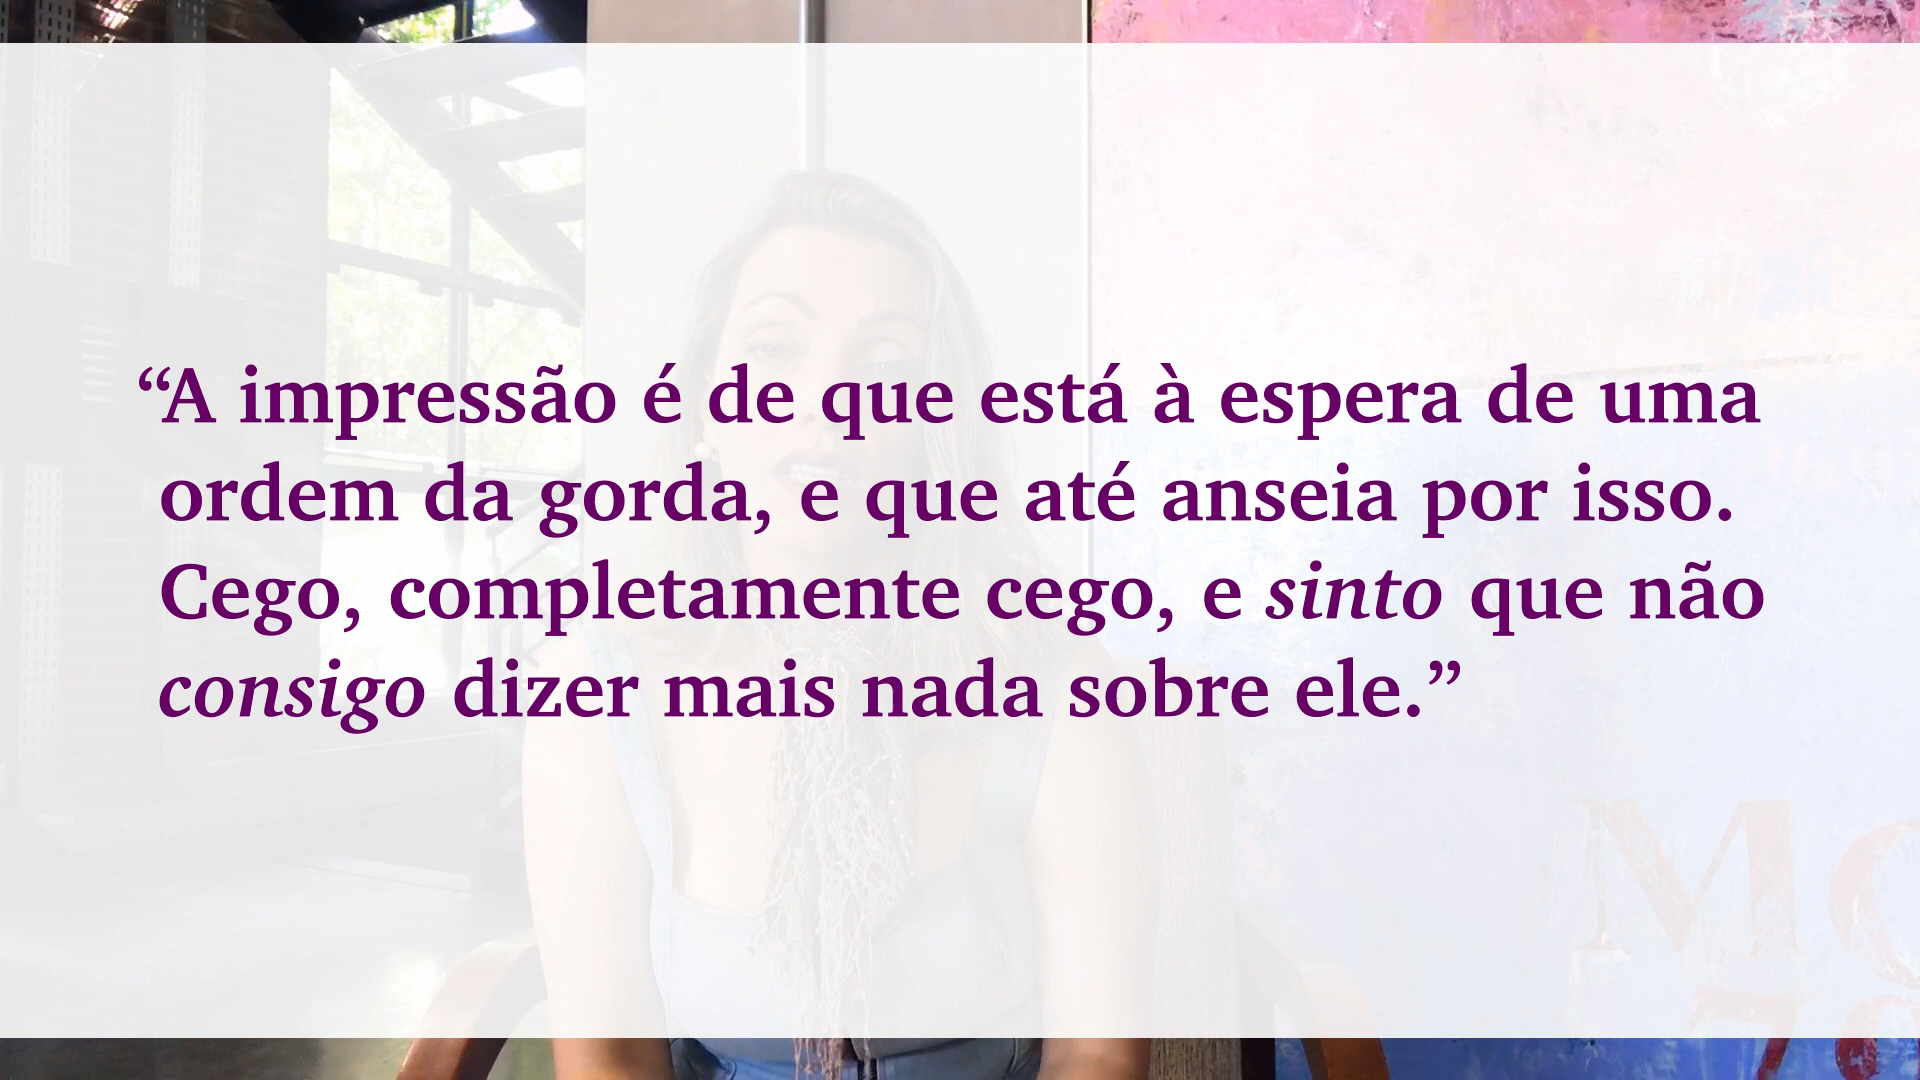 “A impressão é de que está à espera de uma
ordem da gorda, e que até anseia por isso.
Cego, completamente cego, e sinto que não
consigo dizer mais nada sobre ele.”
M
78